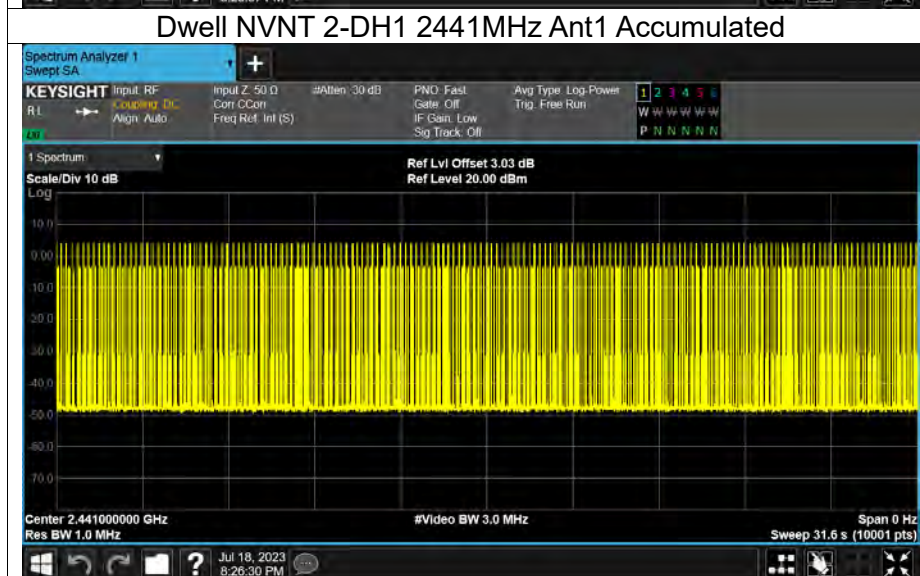 Dwell NVNT 2-DH1 2441MHz Ant1 Accumulated
Spectrum Analyzer 1
Swept SA
KEYSIGHT Input: RF Input Z: 50 Ω #Atten: 30 dB PNO: Fast Avg Type: Log-Power 1 2 3 4 5 6
RL Coupling: DC Corr CCorr Gate: Off Trig: Free Run W W W W W W
Align: Auto Freq Ref: Int (S) IF Gain: Low P N N N N N
Sig Track: Off
1 Spectrum Ref Lvl Offset 3.03 dB
Scale/Div 10 dB Ref Level 20.00 dBm
Log
10.0
0.00
-10.0
-20.0
-30.0
-40.0
-50.0
-60.0
-70.0
Center 2.441000000 GHz #Video BW 3.0 MHz Span 0 Hz
Res BW 1.0 MHz Sweep 31.6 s (10001 pts)
? Jul 18, 2023
8:26:30 PM